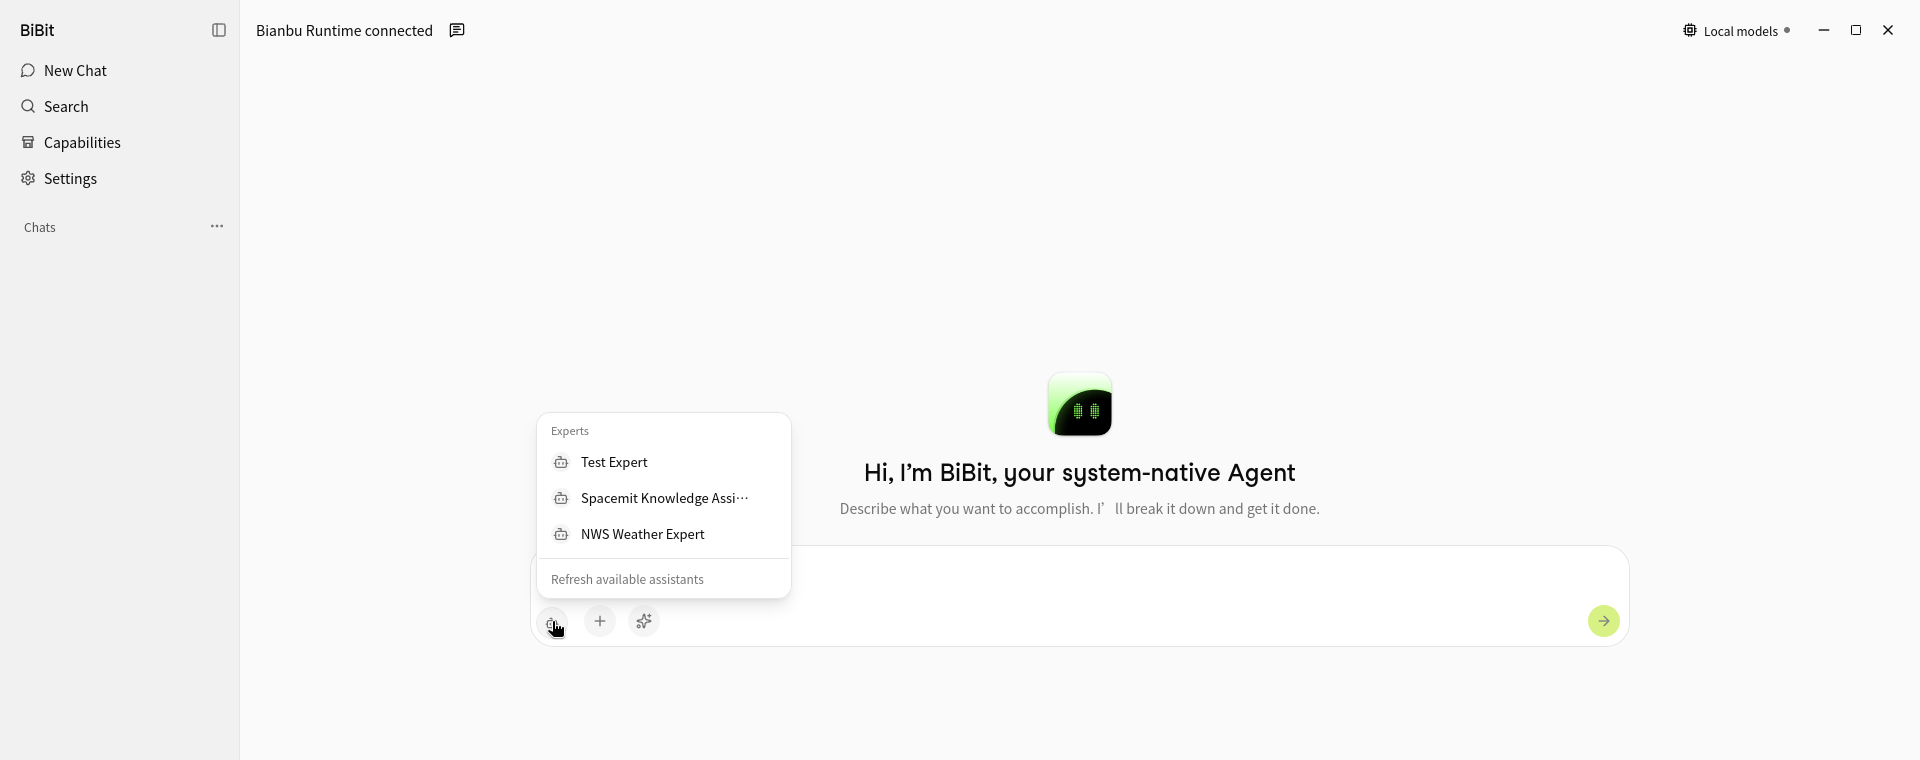 BiBit
New Chat
Search
Capabilities
Settings
Chats
Bianbu Runtime connected
Local models
Hi, I’m BiBit, your system-native Agent
Describe what you want to accomplish. I’ll break it down and get it done.
Experts
Test Expert
Spacemit Knowledge Assi···
NWS Weather Expert
Refresh available assistants